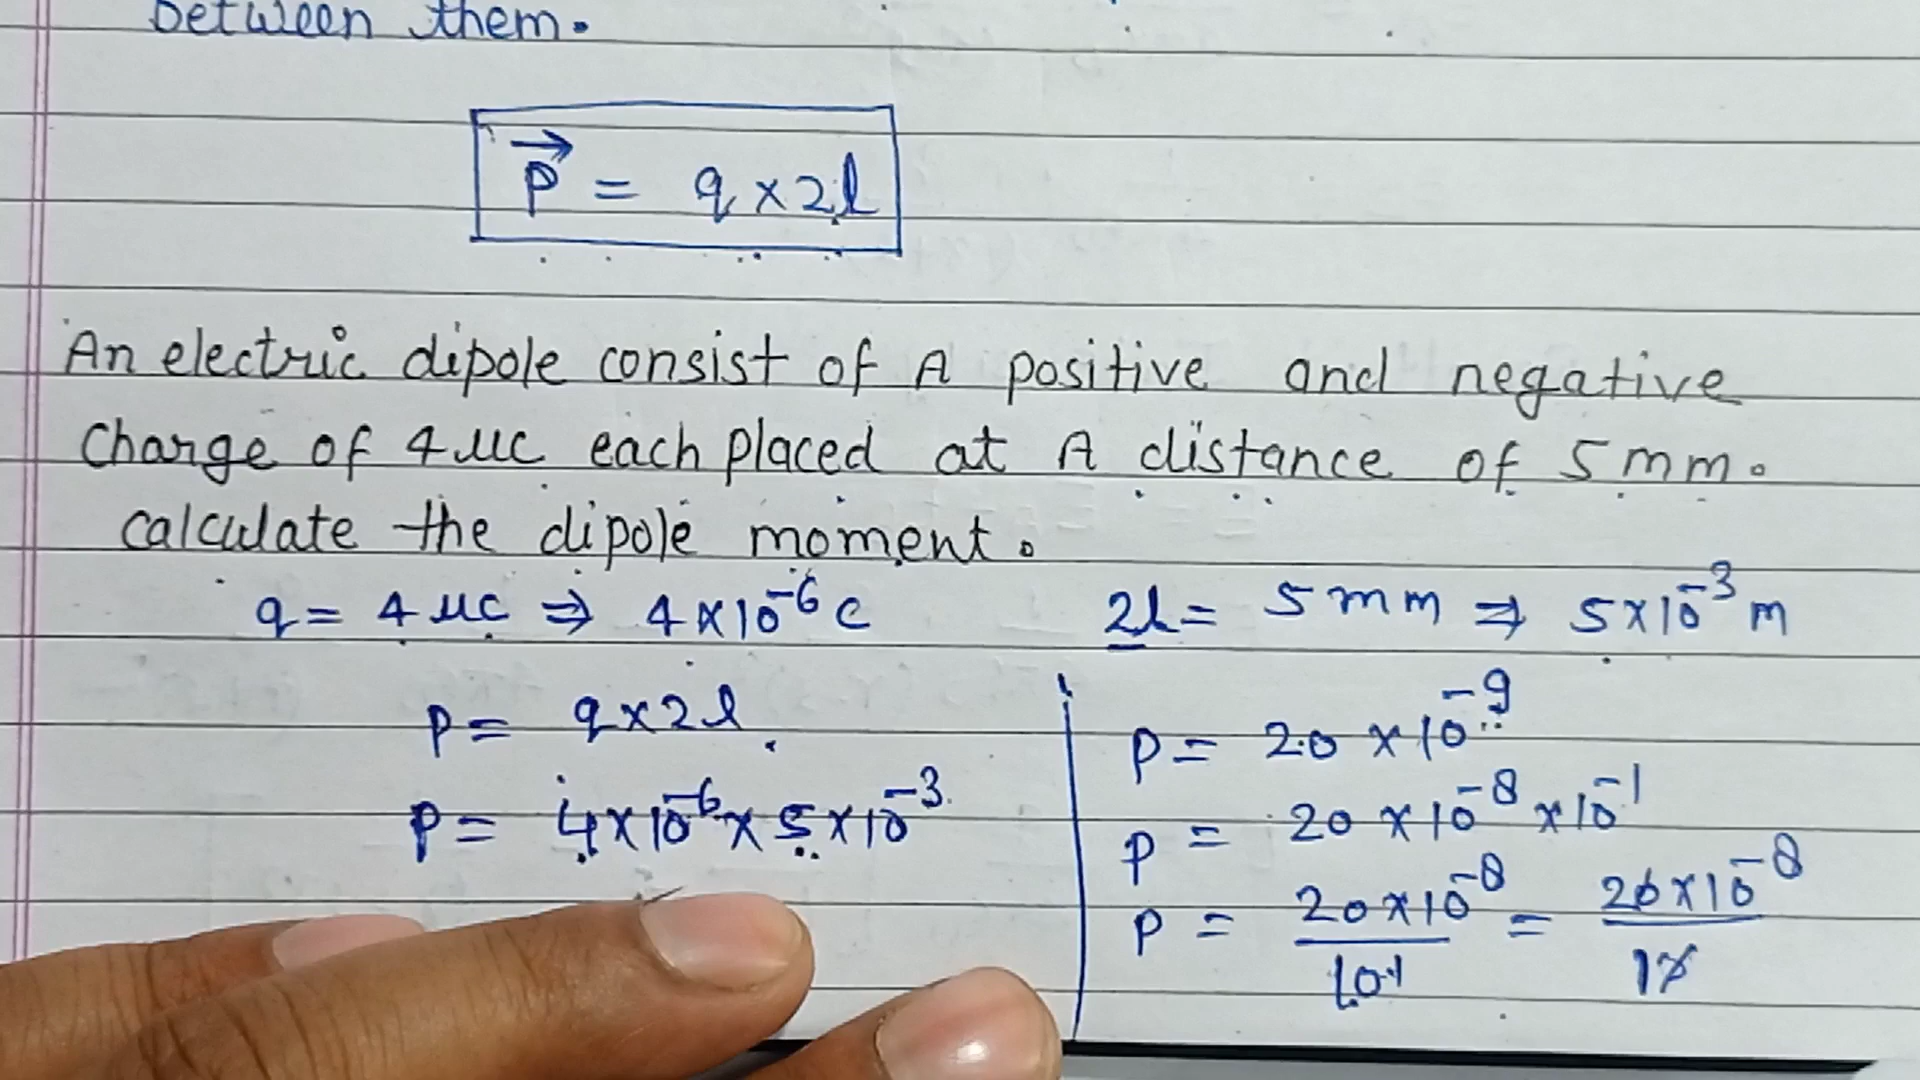 between them.
P⃗ = q × 2l
An electric dipole consist of A positive and negative
charge of 4 μc each placed at A distance of 5 mm.
calculate the dipole moment.
q = 4 μc ⇒ 4 × 10⁻⁶ c
2l = 5 mm ⇒ 5 × 10⁻³ m
P = q × 2l
P = 4 × 10⁻⁶ × 5 × 10⁻³
P = 20 × 10⁻⁹
P = 20 × 10⁻⁸ × 10⁻¹
P = 20 × 10⁻⁸ / 10¹ = 20 × 10⁻⁸ / 10